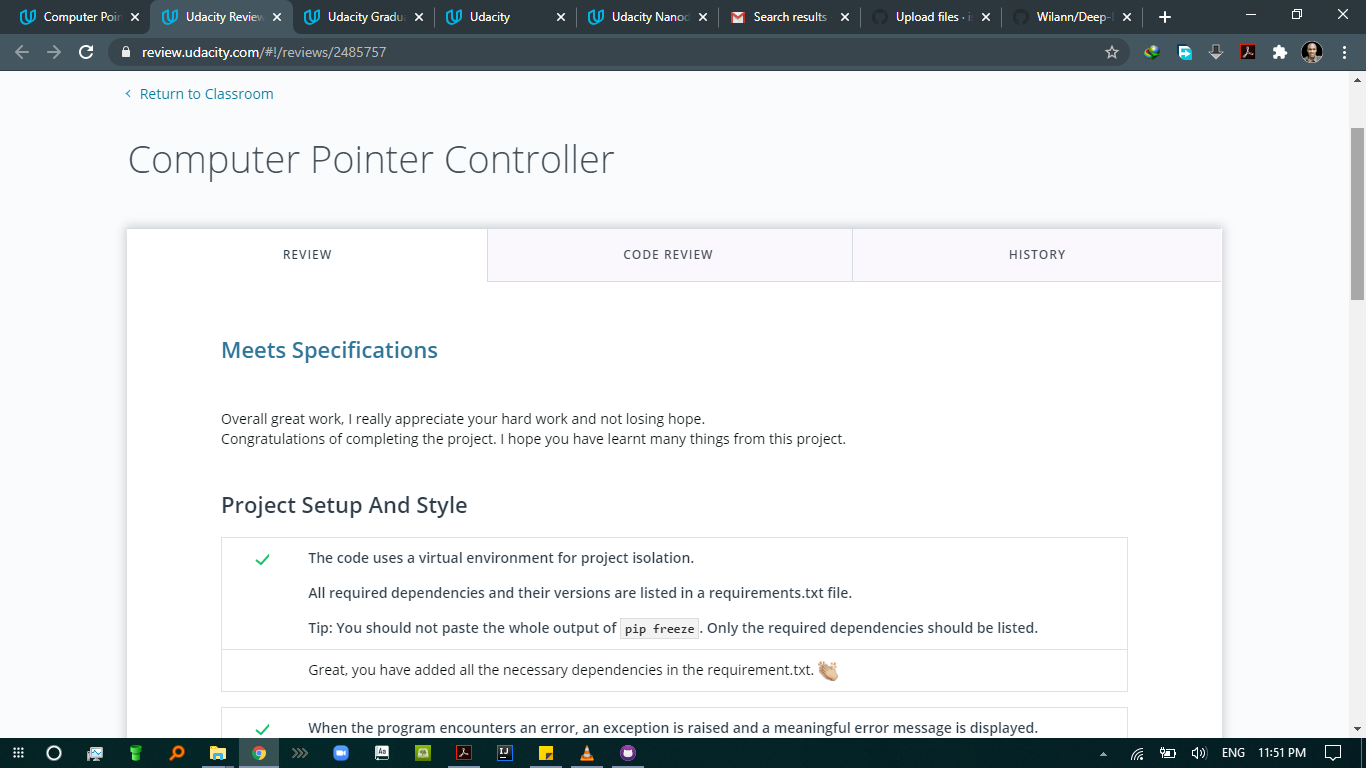 Computer Poin
Udacity Review
Udacity Gradu
Udacity
Udacity Nanod
Search results
Upload files · is
Wilann/Deep-L
review.udacity.com/#!/reviews/2485757
Return to Classroom
Computer Pointer Controller
REVIEW
CODE REVIEW
HISTORY
Meets Specifications
Overall great work, I really appreciate your hard work and not losing hope.
Congratulations of completing the project. I hope you have learnt many things from this project.
Project Setup And Style
The code uses a virtual environment for project isolation.
All required dependencies and their versions are listed in a requirements.txt file.
Tip: You should not paste the whole output of pip freeze. Only the required dependencies should be listed.
Great, you have added all the necessary dependencies in the requirement.txt.
When the program encounters an error, an exception is raised and a meaningful error message is displayed.
ENG
11:51 PM